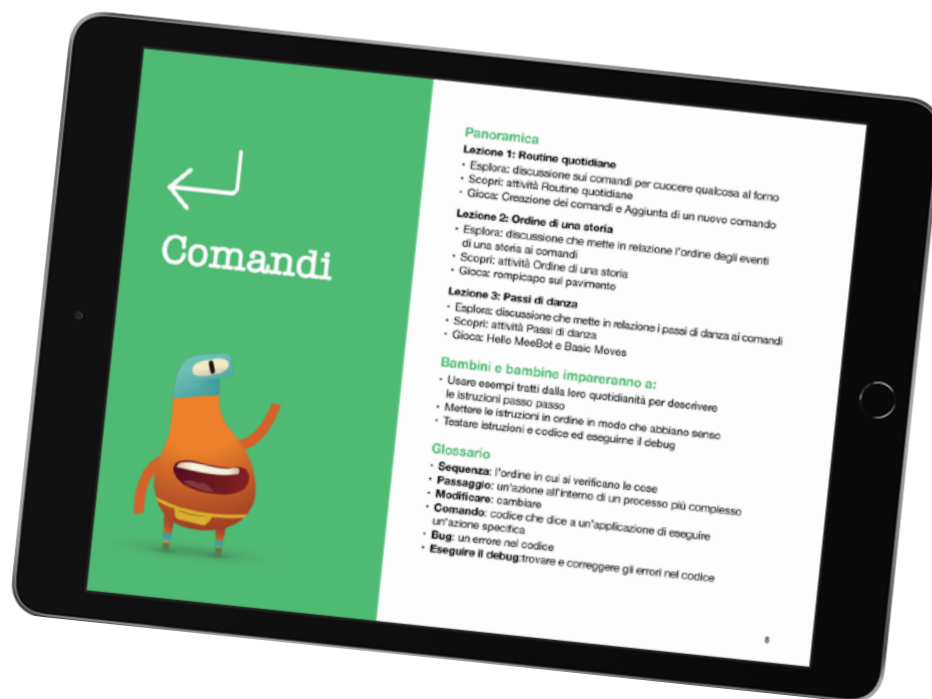 Comandi
Panoramica
Lezione 1: Routine quotidiane
• Esplora: discussione sui comandi per cuocere qualcosa al forno
• Scopri: attività Routine quotidiane
• Gioca: Creazione dei comandi e Aggiunta di un nuovo comando
Lezione 2: Ordine di una storia
• Esplora: discussione che mette in relazione l'ordine degli eventi
di una storia ai comandi
• Scopri: attività Ordine di una storia
• Gioca: rompicapo sul pavimento
Lezione 3: Passi di danza
• Esplora: discussione che mette in relazione i passi di danza ai comandi
• Scopri: attività Passi di danza
• Gioca: Hello MeeBot e Basic Moves
Bambini e bambine impareranno a:
• Usare esempi tratti dalla loro quotidianità per descrivere
le istruzioni passo passo
• Mettere le istruzioni in ordine in modo che abbiano senso
• Testare istruzioni e codice ed eseguirne il debug
Glossario
• Sequenza: l'ordine in cui si verificano le cose
• Passaggio: un'azione all'interno di un processo più complesso
• Modificare: cambiare
• Comando: codice che dice a un'applicazione di eseguire
un'azione specifica
• Bug: un errore nel codice
• Eseguire il debug:trovare e correggere gli errori nel codice
8